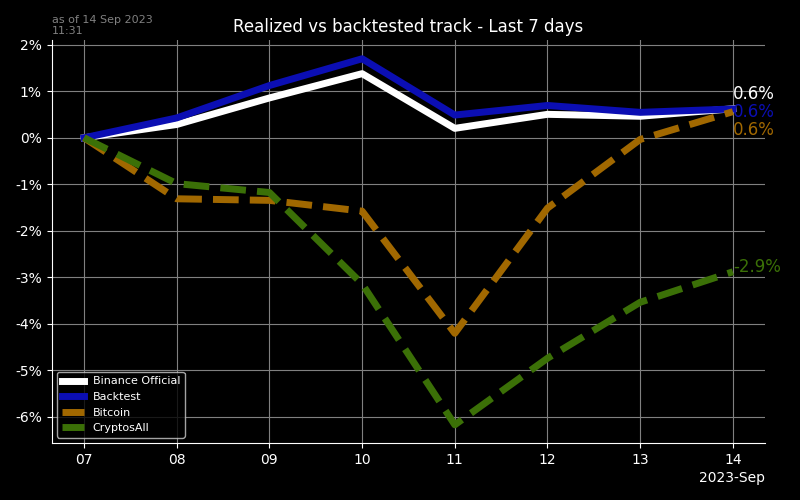 as of 14 Sep 2023
11:31
Realized vs backtested track - Last 7 days
2%
1%
0%
-1%
-2%
-3%
-4%
-5%
-6%
0.6%
0.6%
0.6%
-2.9%
Binance Official
Backtest
Bitcoin
CryptosAll
07 08 09 10 11 12 13 14
2023-Sep